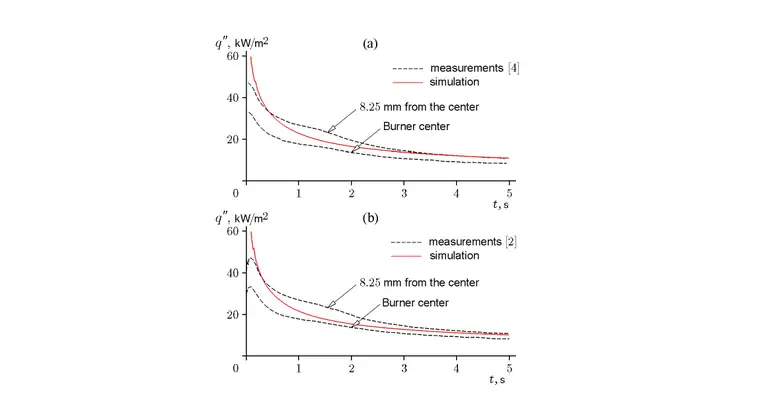 q″, kW/m2
(a)
60
measurements [4]
simulation
40
8.25 mm from the center
Burner center
20
0 1 2 3 4 5
t, s
q″, kW/m2
(b)
60
measurements [2]
simulation
40
8.25 mm from the center
Burner center
20
0 1 2 3 4 5
t, s